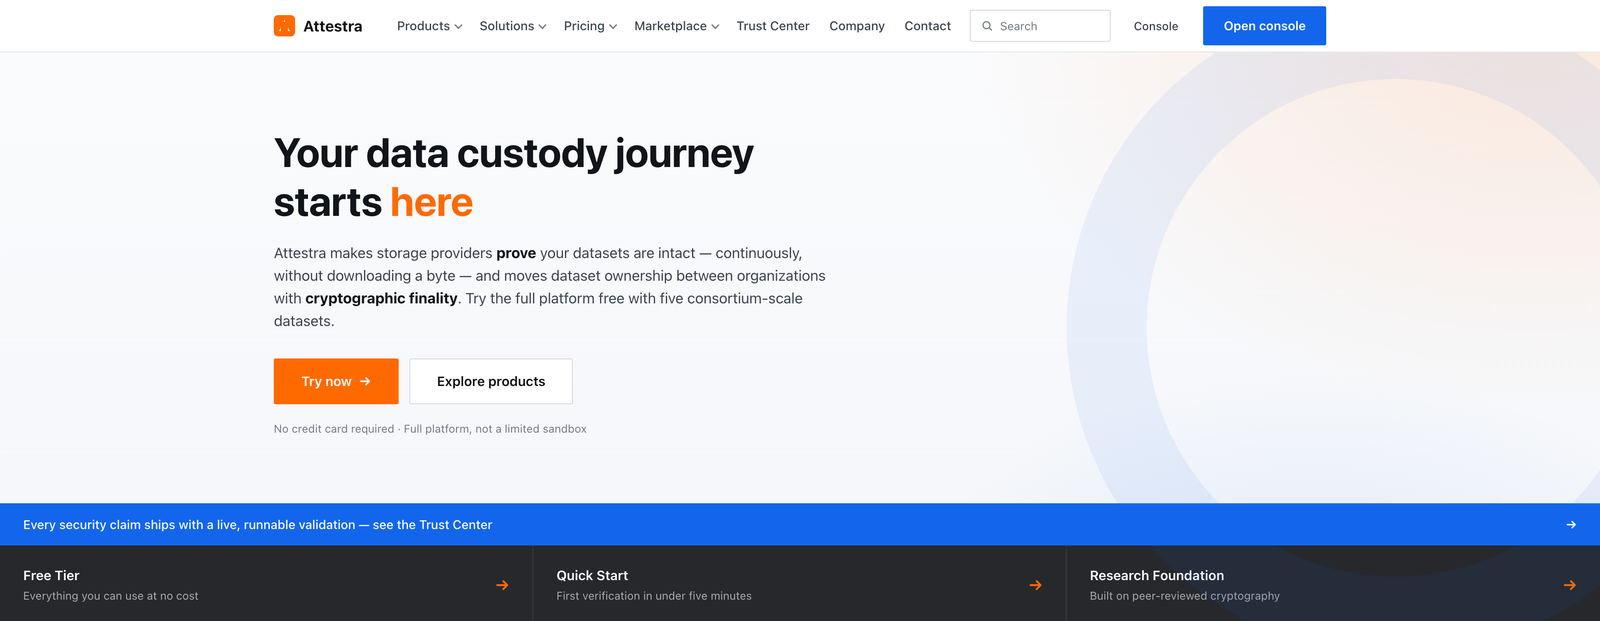 Attestra
Products
Solutions
Pricing
Marketplace
Trust Center
Company
Contact
Search
Console
Open console
Your data custody journey
starts here
Attestra makes storage providers prove your datasets are intact — continuously,
without downloading a byte — and moves dataset ownership between organizations
with cryptographic finality. Try the full platform free with five consortium-scale
datasets.
Try now →
Explore products
No credit card required · Full platform, not a limited sandbox
Every security claim ships with a live, runnable validation — see the Trust Center →
Free Tier
Everything you can use at no cost
→
Quick Start
First verification in under five minutes
→
Research Foundation
Built on peer-reviewed cryptography
→